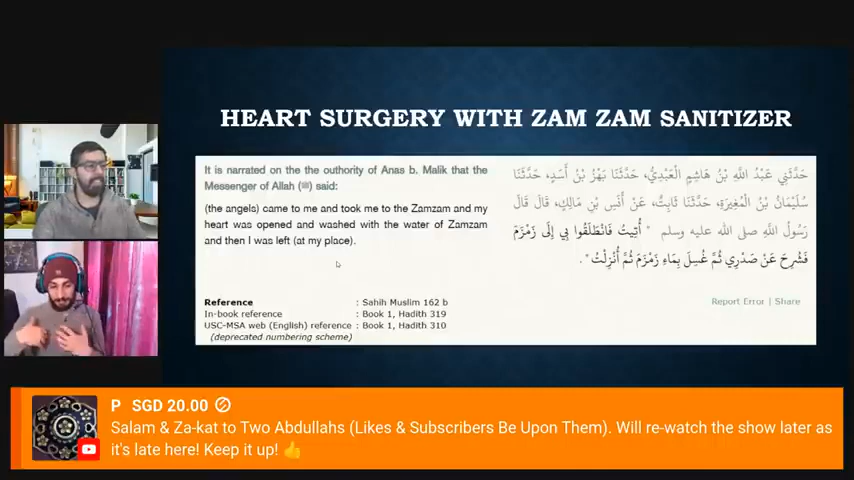 HEART SURGERY WITH ZAM ZAM SANITIZER
It is narrated on the the outhority of Anas b. Malik that the
Messenger of Allah (ﷺ) said:
(the angels) came to me and took me to the Zamzam and my
heart was opened and washed with the water of Zamzam
and then I was left (at my place).
حَدَّثَنِي عَبْدُ اللَّهِ بْنُ هَاشِمٍ الْعَبْدِيُّ، حَدَّثَنَا بَهْزُ بْنُ أَسَدٍ، حَدَّثَنَا
سُلَيْمَانُ بْنُ الْمُغِيرَةِ، حَدَّثَنَا ثَابِتٌ، عَنْ أَنَسِ بْنِ مَالِكٍ، قَالَ قَالَ
رَسُولُ اللَّهِ صلى الله عليه وسلم ‏ "‏ أُتِيتُ فَانْطَلَقُوا بِي إِلَى زَمْزَمَ
فَشُرِحَ عَنْ صَدْرِي ثُمَّ غُسِلَ بِمَاءِ زَمْزَمَ ثُمَّ أُنْزِلْتُ ‏"‏ ‏.‏
Reference : Sahih Muslim 162 b
In-book reference : Book 1, Hadith 319
USC-MSA web (English) reference : Book 1, Hadith 310
(deprecated numbering scheme)
Report Error | Share
P SGD 20.00
Salam & Za-kat to Two Abdullahs (Likes & Subscribers Be Upon Them). Will re-watch the show later as
it's late here! Keep it up! 👍